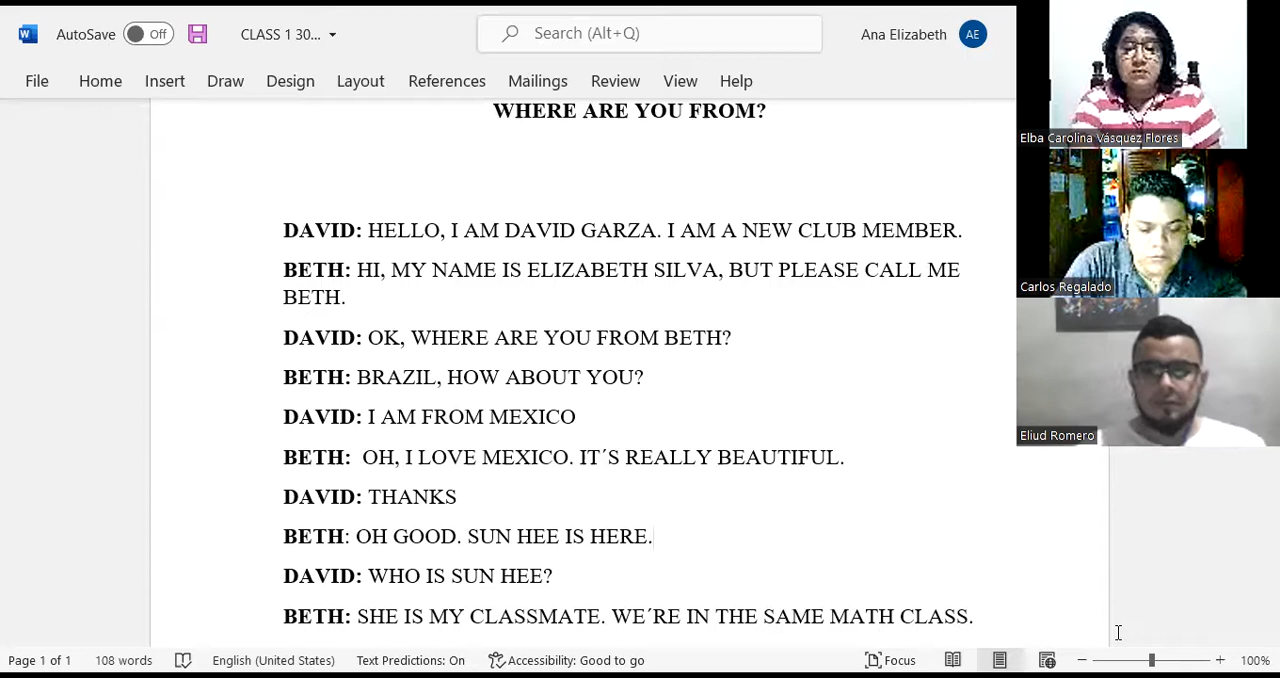 AutoSave Off CLASS 1 30... Search (Alt+Q) Ana Elizabeth AE
File Home Insert Draw Design Layout References Mailings Review View Help
WHERE ARE YOU FROM?
DAVID: HELLO, I AM DAVID GARZA. I AM A NEW CLUB MEMBER.
BETH: HI, MY NAME IS ELIZABETH SILVA, BUT PLEASE CALL ME
BETH.
DAVID: OK, WHERE ARE YOU FROM BETH?
BETH: BRAZIL, HOW ABOUT YOU?
DAVID: I AM FROM MEXICO
BETH: OH, I LOVE MEXICO. IT´S REALLY BEAUTIFUL.
DAVID: THANKS
BETH: OH GOOD. SUN HEE IS HERE.
DAVID: WHO IS SUN HEE?
BETH: SHE IS MY CLASSMATE. WE´RE IN THE SAME MATH CLASS.
Elba Carolina Vásquez Flores
Carlos Regalado
Eliud Romero
Page 1 of 1 108 words English (United States) Text Predictions: On Accessibility: Good to go Focus 100%